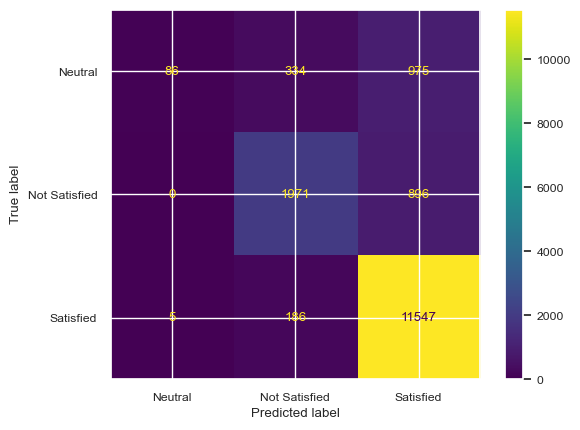 Neutral 86 334 975
Not Satisfied 0 1971 896
Satisfied 5 186 11547
Neutral Not Satisfied Satisfied
Predicted label
True label
10000
8000
6000
4000
2000
0